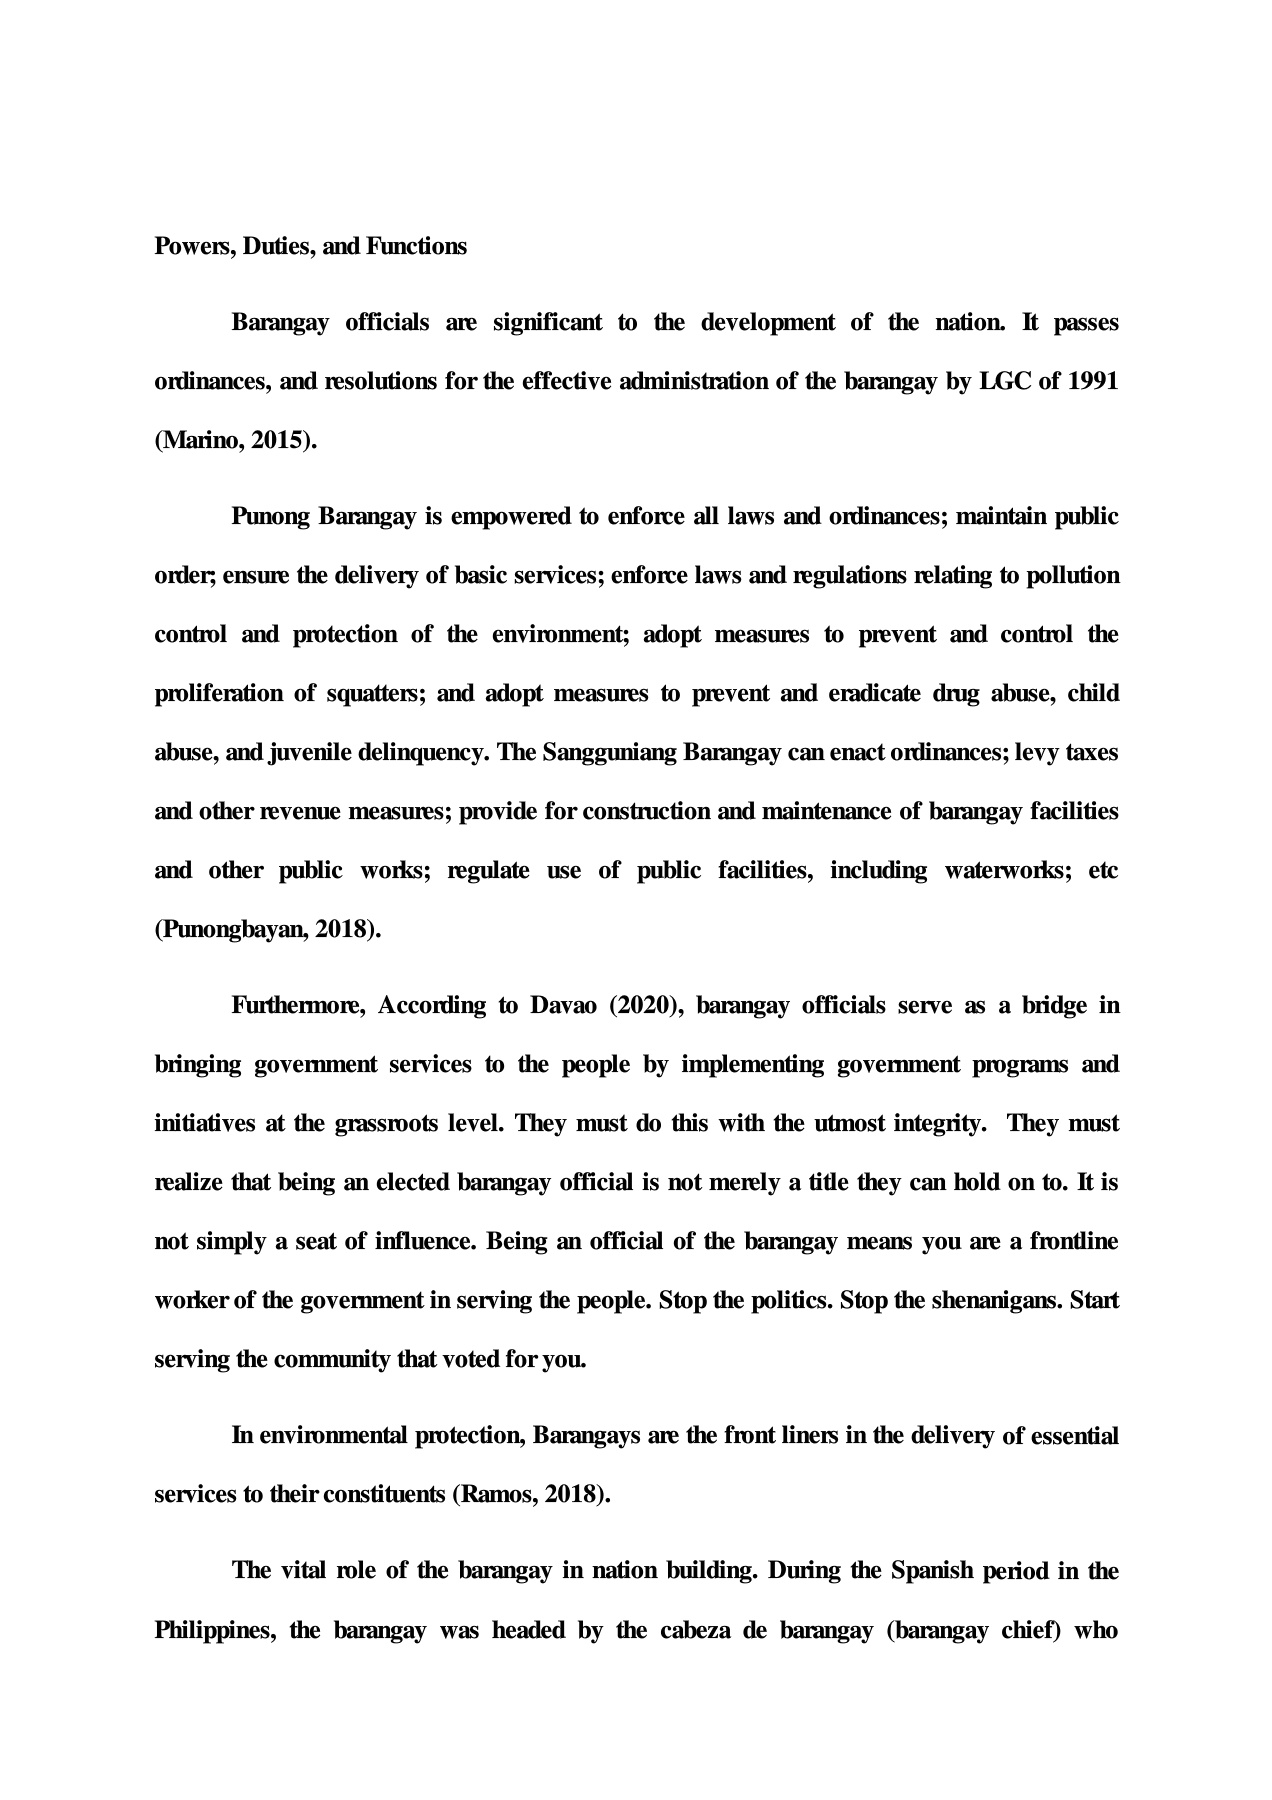 Powers, Duties, and Functions
Barangay officials are significant to the development of the nation. It passes
ordinances, and resolutions for the effective administration of the barangay by LGC of 1991
(Marino, 2015).
Punong Barangay is empowered to enforce all laws and ordinances; maintain public
order; ensure the delivery of basic services; enforce laws and regulations relating to pollution
control and protection of the environment; adopt measures to prevent and control the
proliferation of squatters; and adopt measures to prevent and eradicate drug abuse, child
abuse, and juvenile delinquency. The Sangguniang Barangay can enact ordinances; levy taxes
and other revenue measures; provide for construction and maintenance of barangay facilities
and other public works; regulate use of public facilities, including waterworks; etc
(Punongbayan, 2018).
Furthermore, According to Davao (2020), barangay officials serve as a bridge in
bringing government services to the people by implementing government programs and
initiatives at the grassroots level. They must do this with the utmost integrity. They must
realize that being an elected barangay official is not merely a title they can hold on to. It is
not simply a seat of influence. Being an official of the barangay means you are a frontline
worker of the government in serving the people. Stop the politics. Stop the shenanigans. Start
serving the community that voted for you.
In environmental protection, Barangays are the front liners in the delivery of essential
services to their constituents (Ramos, 2018).
The vital role of the barangay in nation building. During the Spanish period in the
Philippines, the barangay was headed by the cabeza de barangay (barangay chief) who